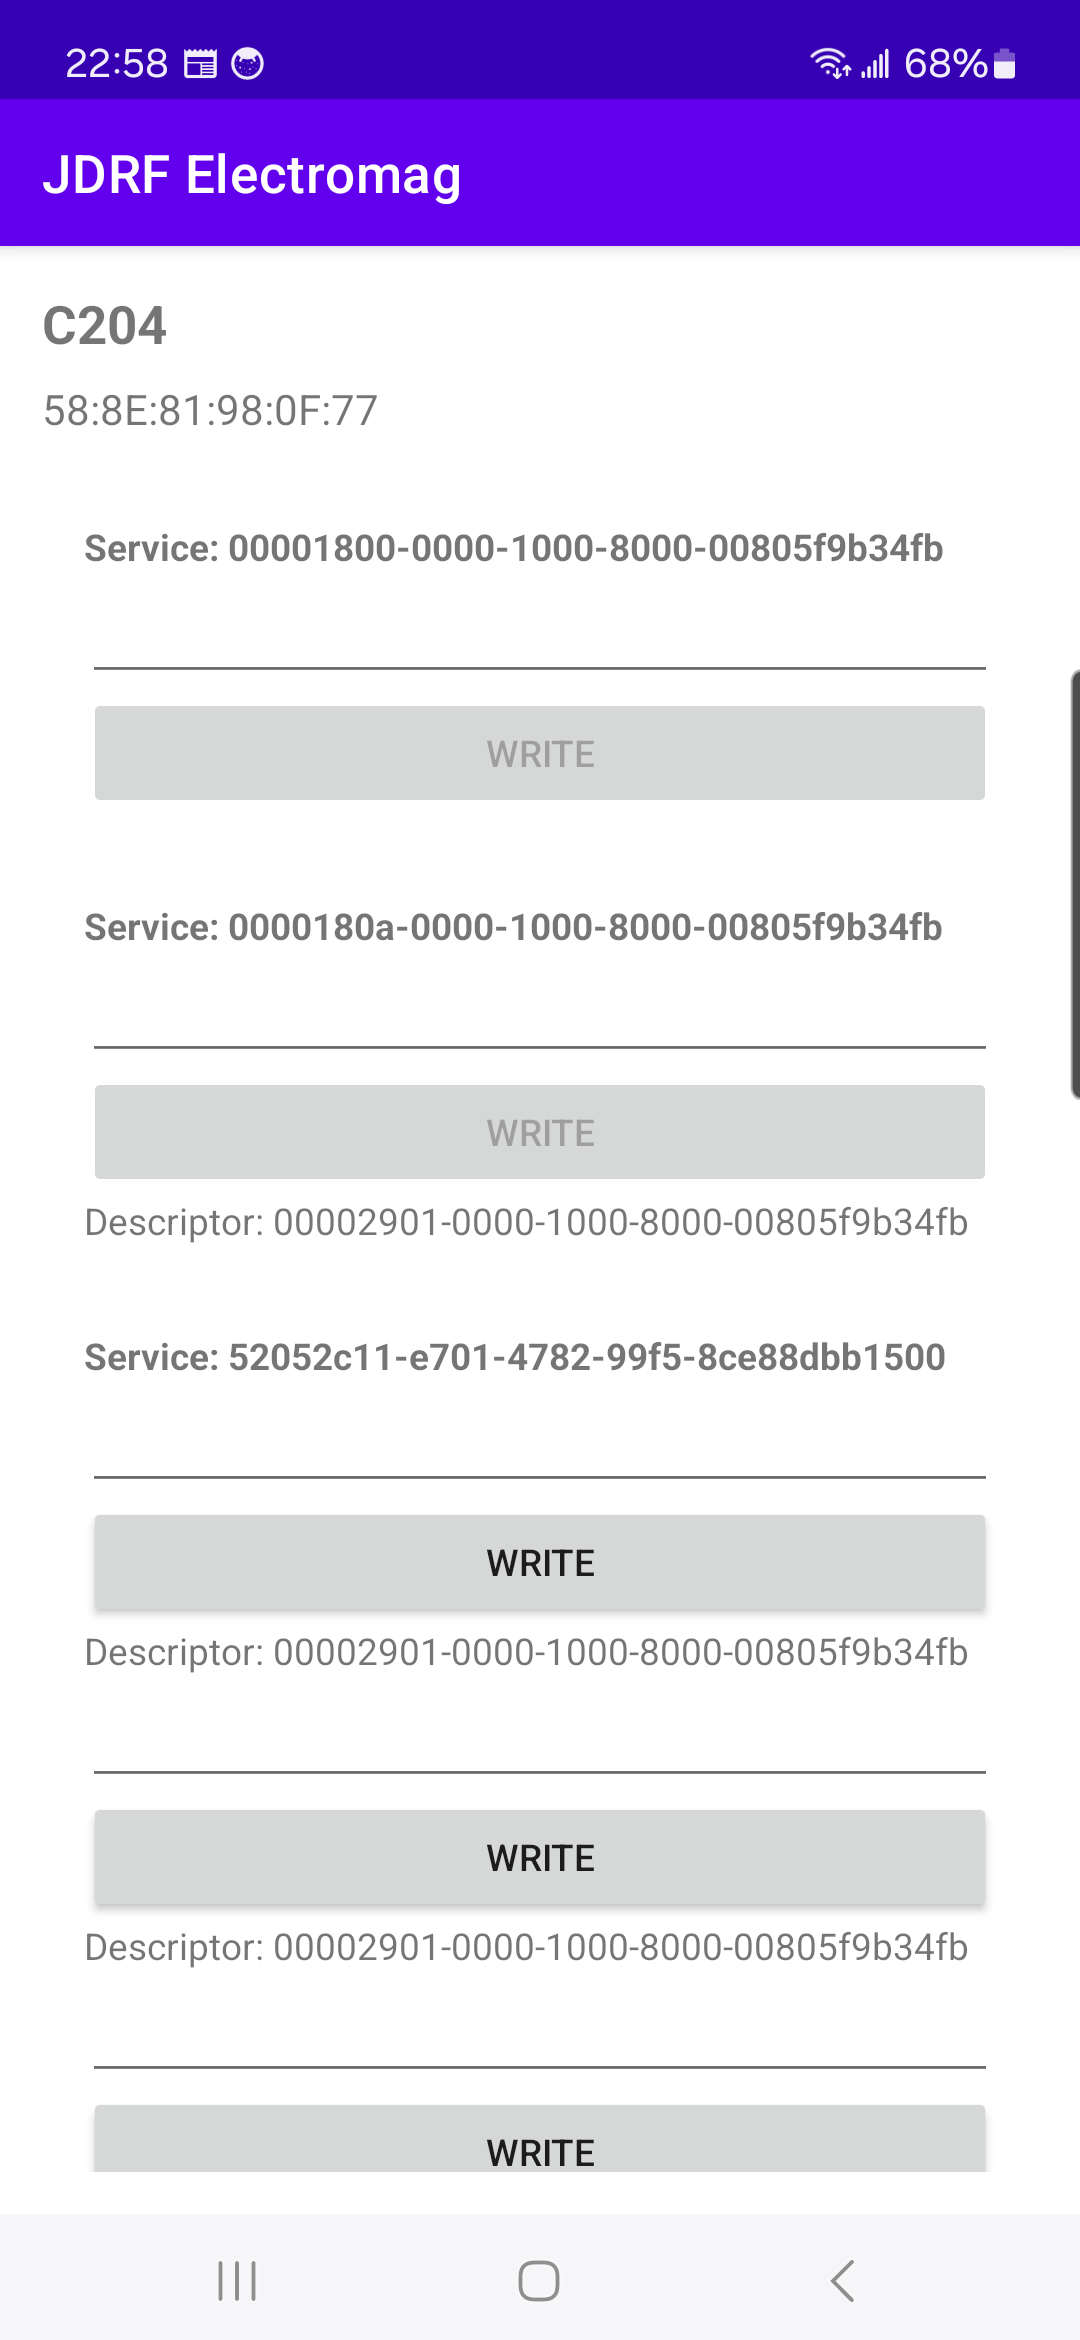 22:58 68%
JDRF Electromag
C204
58:8E:81:98:0F:77
Service: 00001800-0000-1000-8000-00805f9b34fb
WRITE
Service: 0000180a-0000-1000-8000-00805f9b34fb
WRITE
Descriptor: 00002901-0000-1000-8000-00805f9b34fb
Service: 52052c11-e701-4782-99f5-8ce88dbb1500
WRITE
Descriptor: 00002901-0000-1000-8000-00805f9b34fb
WRITE
Descriptor: 00002901-0000-1000-8000-00805f9b34fb
WRITE